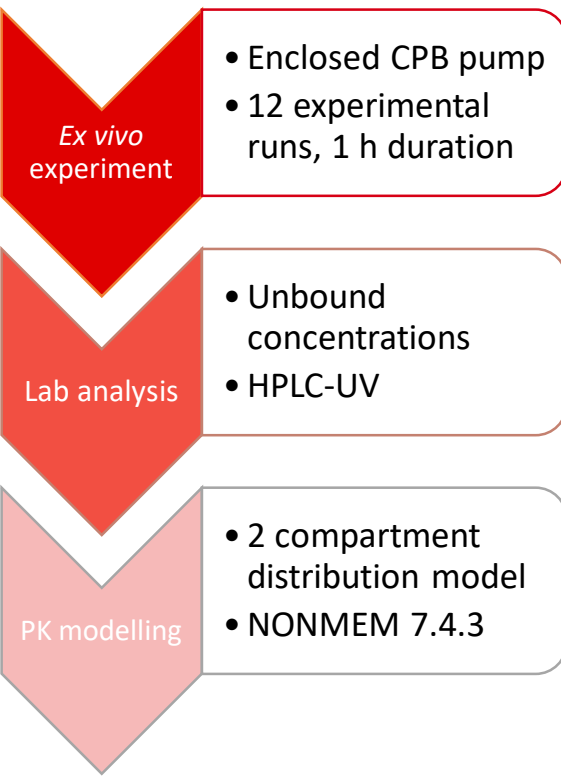 Ex vivo
experiment
• Enclosed CPB pump
• 12 experimental
runs, 1 h duration
Lab analysis
• Unbound
concentrations
• HPLC-UV
PK modelling
• 2 compartment
distribution model
• NONMEM 7.4.3